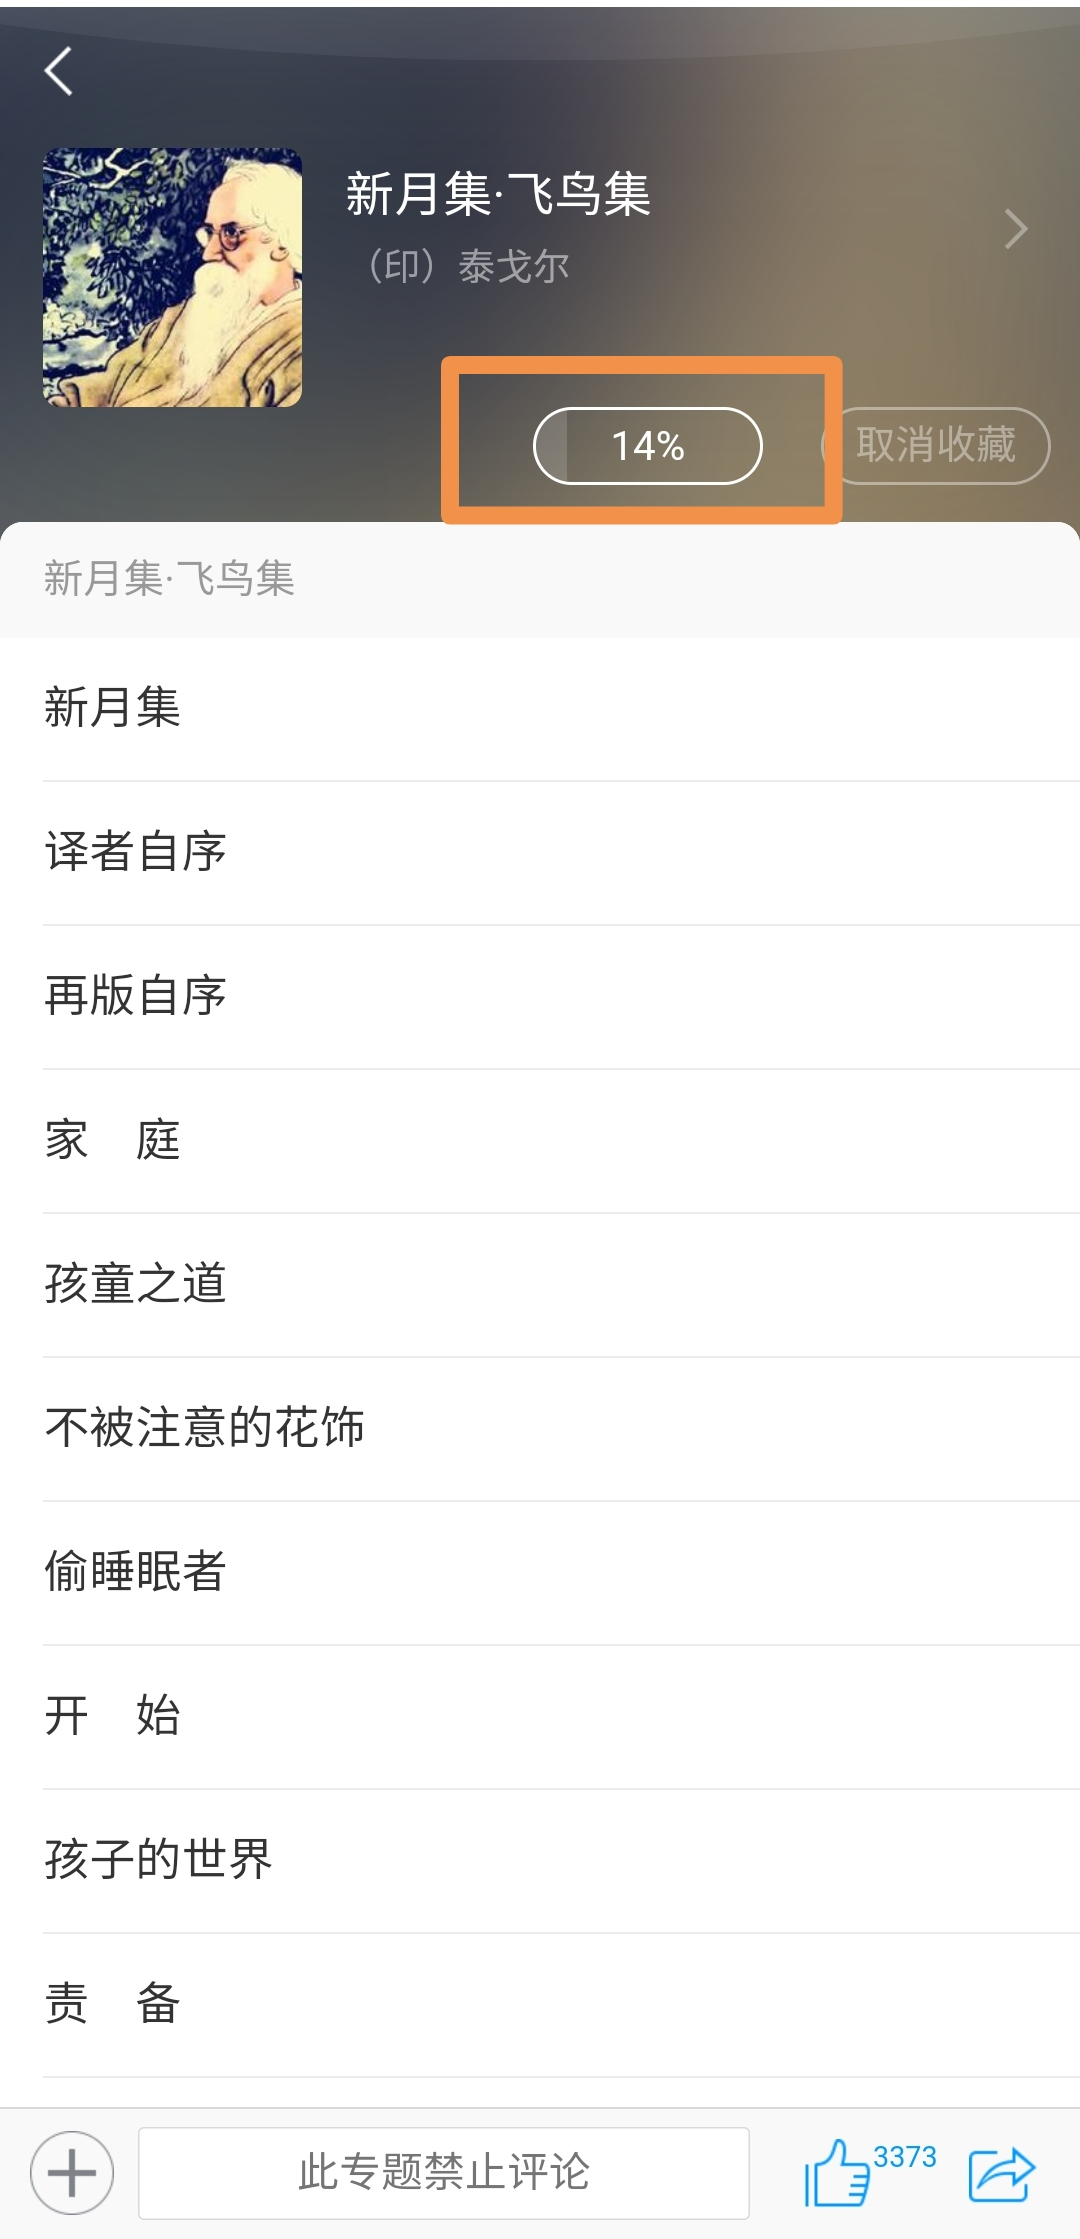 新月集·飞鸟集
（印）泰戈尔
14%
取消收藏
新月集·飞鸟集
新月集
译者自序
再版自序
家　庭
孩童之道
不被注意的花饰
偷睡眠者
开　始
孩子的世界
责　备
此专题禁止评论
3373